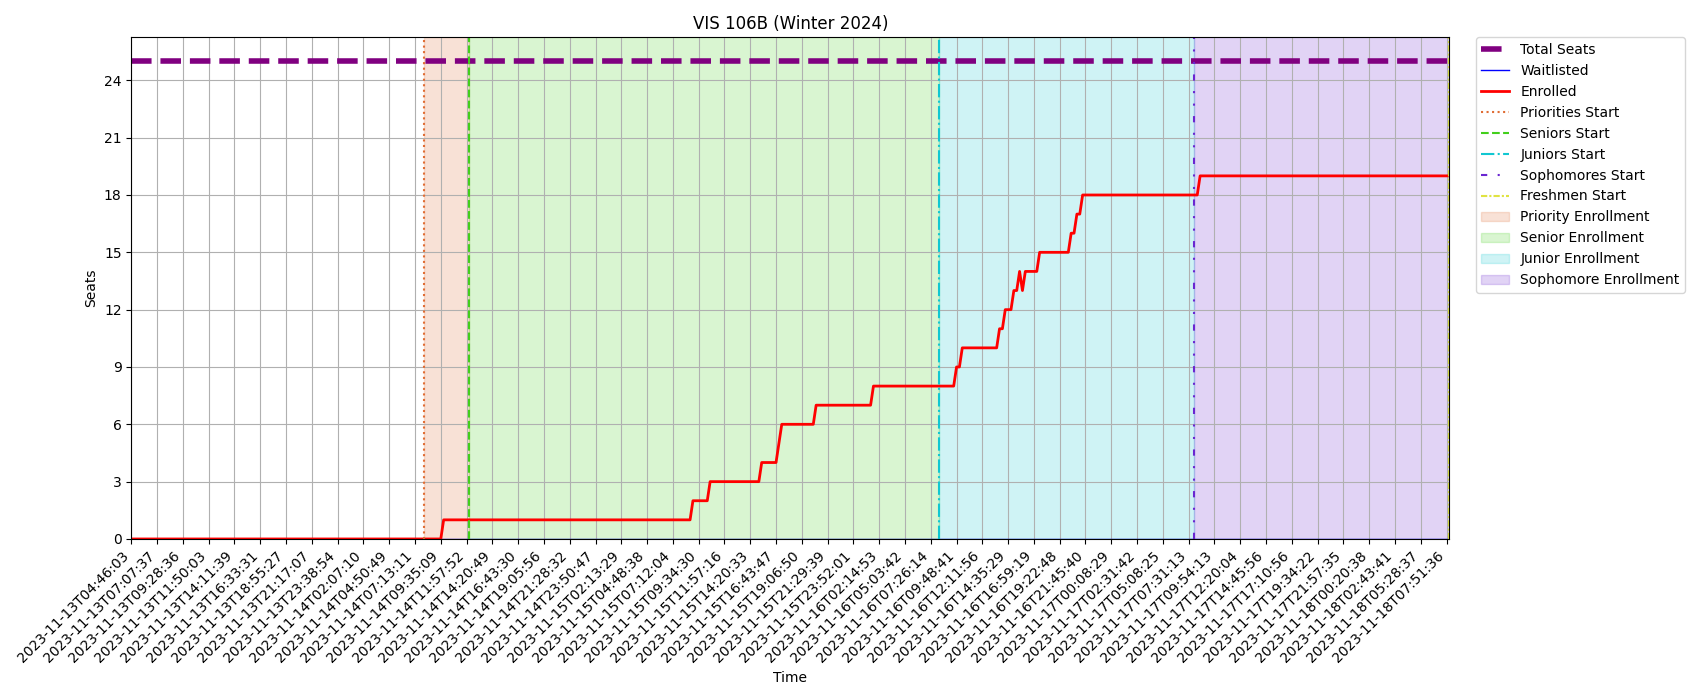 VIS 106B (Winter 2024)
Total Seats
Waitlisted
Enrolled
Priorities Start
Seniors Start
Juniors Start
Sophomores Start
Freshmen Start
Priority Enrollment
Senior Enrollment
Junior Enrollment
Sophomore Enrollment
Seats
24
21
18
15
12
9
6
3
0
2023-11-13T04:46:03
2023-11-13T07:07:37
2023-11-13T09:28:36
2023-11-13T11:50:03
2023-11-13T14:11:39
2023-11-13T16:33:31
2023-11-13T18:55:27
2023-11-13T21:17:07
2023-11-13T23:38:54
2023-11-14T02:07:10
2023-11-14T04:50:49
2023-11-14T07:13:11
2023-11-14T09:35:09
2023-11-14T11:57:52
2023-11-14T14:20:49
2023-11-14T16:43:30
2023-11-14T19:05:56
2023-11-14T21:28:32
2023-11-14T23:50:47
2023-11-15T02:13:29
2023-11-15T04:48:38
2023-11-15T07:12:04
2023-11-15T09:34:30
2023-11-15T11:57:16
2023-11-15T14:20:33
2023-11-15T16:43:47
2023-11-15T19:06:50
2023-11-15T21:29:39
2023-11-15T23:52:01
2023-11-16T02:14:53
2023-11-16T05:03:42
2023-11-16T07:26:14
2023-11-16T09:48:41
2023-11-16T12:11:56
2023-11-16T14:35:29
2023-11-16T16:59:19
2023-11-16T19:22:48
2023-11-16T21:45:40
2023-11-17T00:08:29
2023-11-17T02:31:42
2023-11-17T05:08:25
2023-11-17T07:31:13
2023-11-17T09:54:13
2023-11-17T12:20:04
2023-11-17T14:45:56
2023-11-17T17:10:56
2023-11-17T19:34:22
2023-11-17T21:57:35
2023-11-18T00:20:38
2023-11-18T02:43:41
2023-11-18T05:28:37
2023-11-18T07:51:36
Time